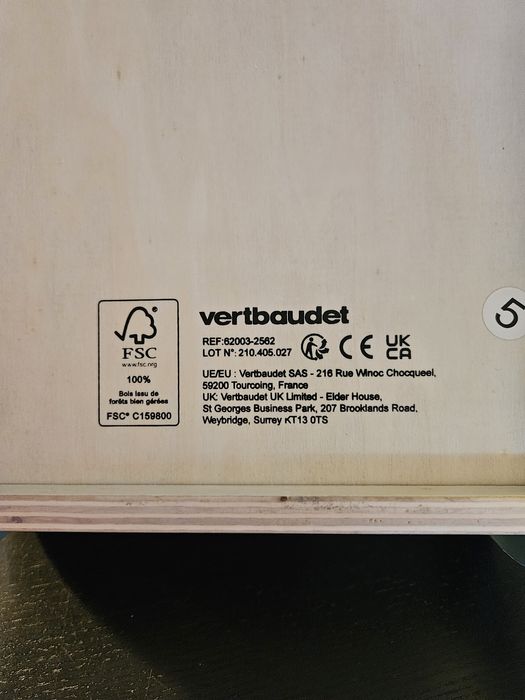 vertbaudet
REF:62003-2562
LOT N°: 210.405.027
CE
UK
CA
UE/EU : Vertbaudet SAS - 216 Rue Winoc Chocqueel,
59200 Tourcoing, France
UK: Vertbaudet UK Limited - Elder House,
St Georges Business Park, 207 Brooklands Road,
Weybridge, Surrey KT13 0TS
FSC
www.fsc.org
100%
Bois issu de
forêts bien gérées
FSC® C159800
5